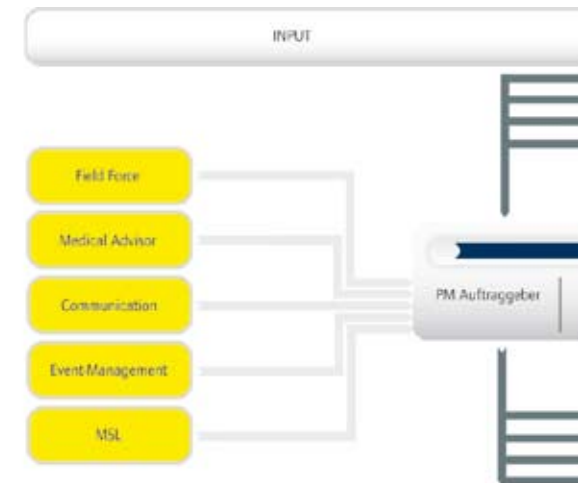 INPUT
Field Force
Medical Advisor
Communication
PM Auftraggeber
Event Management
MSL